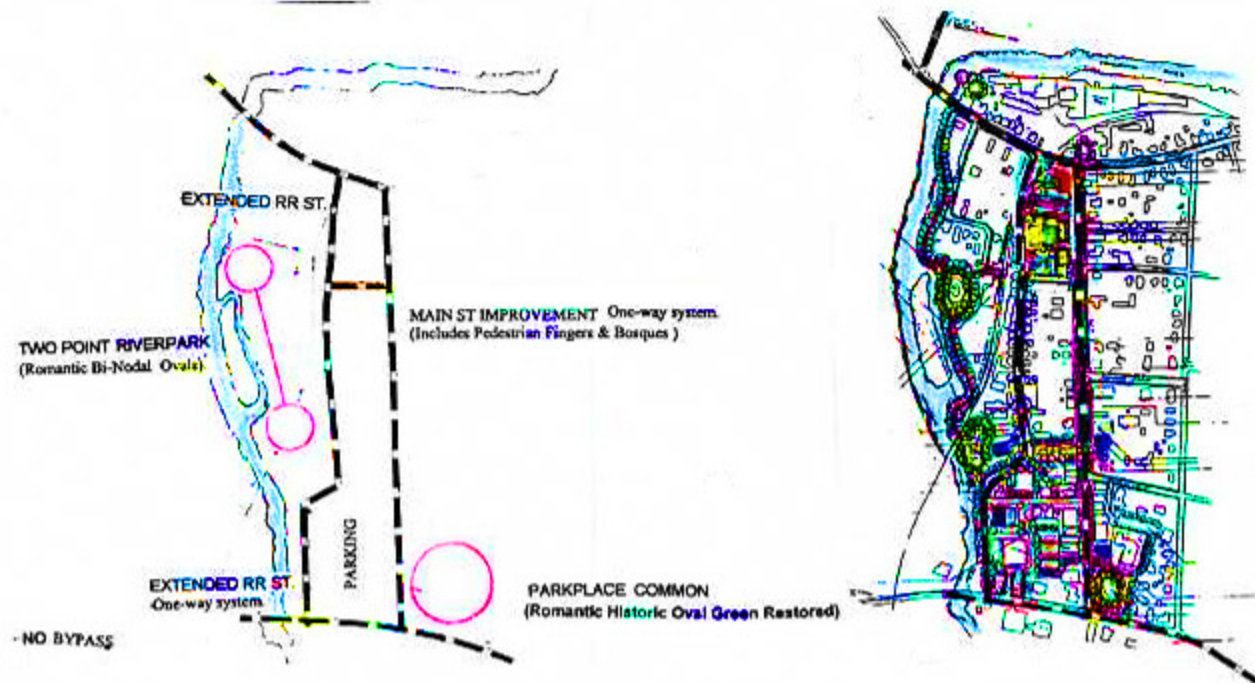 EXTENDED RR ST.
MAIN ST IMPROVEMENT One-way system.
(Includes Pedestrian Fingers & Bosques )
TWO POINT RIVERPARK
(Romantic Bi-Nodal Ovals)
PARKING
EXTENDED RR ST.
One-way system
PARKPLACE COMMON
(Romantic Historic Oval Green Restored)
-NO BYPASS